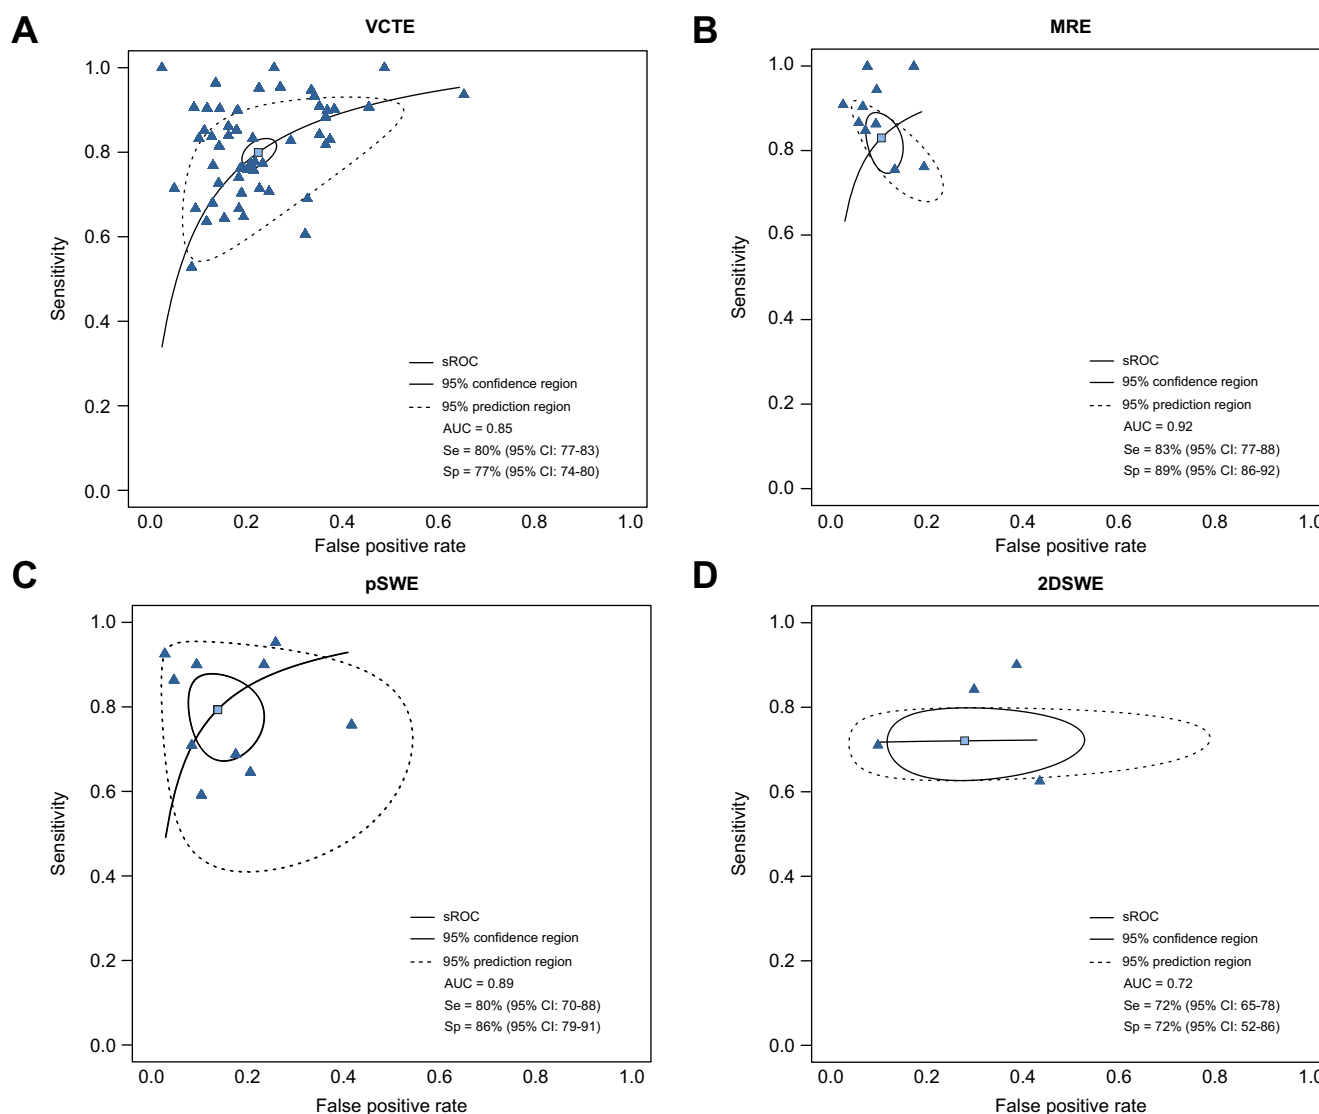 A
VCTE
1.0
0.8
0.6
0.4
0.2
0.0
Sensitivity
sROC
95% confidence region
95% prediction region
AUC = 0.85
Se = 80% (95% CI: 77-83)
Sp = 77% (95% CI: 74-80)
0.0 0.2 0.4 0.6 0.8 1.0
False positive rate
B
MRE
1.0
0.8
0.6
0.4
0.2
0.0
Sensitivity
sROC
95% confidence region
95% prediction region
AUC = 0.92
Se = 83% (95% CI: 77-88)
Sp = 89% (95% CI: 86-92)
0.0 0.2 0.4 0.6 0.8 1.0
False positive rate
C
pSWE
1.0
0.8
0.6
0.4
0.2
0.0
Sensitivity
sROC
95% confidence region
95% prediction region
AUC = 0.89
Se = 80% (95% CI: 70-88)
Sp = 86% (95% CI: 79-91)
0.0 0.2 0.4 0.6 0.8 1.0
False positive rate
D
2DSWE
1.0
0.8
0.6
0.4
0.2
0.0
Sensitivity
sROC
95% confidence region
95% prediction region
AUC = 0.72
Se = 72% (95% CI: 65-78)
Sp = 72% (95% CI: 52-86)
0.0 0.2 0.4 0.6 0.8 1.0
False positive rate